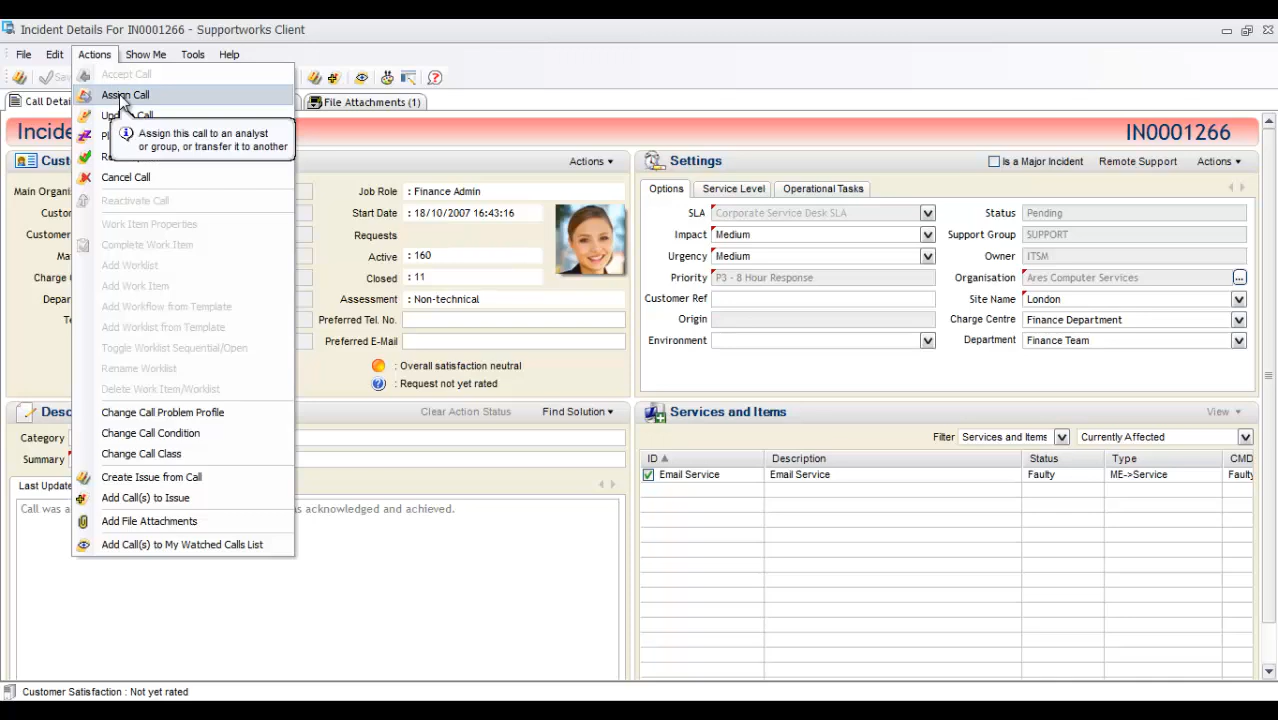 Incident Details For IN0001266 - Supportworks Client
File Edit Actions Show Me Tools Help
Accept Call
Assign Call
Call
Assign this call to an analyst
or group, or transfer it to another
Cancel Call
Reactivate Call
Work Item Properties
Complete Work Item
Add Worklist
Add Work Item
Add Workflow from Template
Add Worklist from Template
Toggle Worklist Sequential/Open
Rename Worklist
Delete Work Item/Worklist
Change Call Problem Profile
Change Call Condition
Change Call Class
Create Issue from Call
Add Call(s) to Issue
Add File Attachments
Add Call(s) to My Watched Calls List
Call Detai
File Attachments (1)
IN0001266
Actions
Main Organi
Job Role : Finance Admin
Start Date : 18/10/2007 16:43:16
Requests
Active : 160
Charge
Closed : 11
Assessment : Non-technical
Preferred Tel. No.
Preferred E-Mail
: Overall satisfaction neutral
: Request not yet rated
Settings
Is a Major Incident Remote Support Actions
Options Service Level Operational Tasks
SLA Corporate Service Desk SLA Status Pending
Impact Medium Support Group SUPPORT
Urgency Medium Owner ITSM
Priority P3 - 8 Hour Response Organisation Ares Computer Services ...
Customer Ref Site Name London
Origin Charge Centre Finance Department
Environment Department Finance Team
Clear Action Status Find Solution
Category
Summary
Last Update
Call was a
s acknowledged and achieved.
Services and Items View
Filter Services and Items Currently Affected
ID Description Status Type CMD
Email Service Email Service Faulty ME->Service Faulty
Customer Satisfaction : Not yet rated